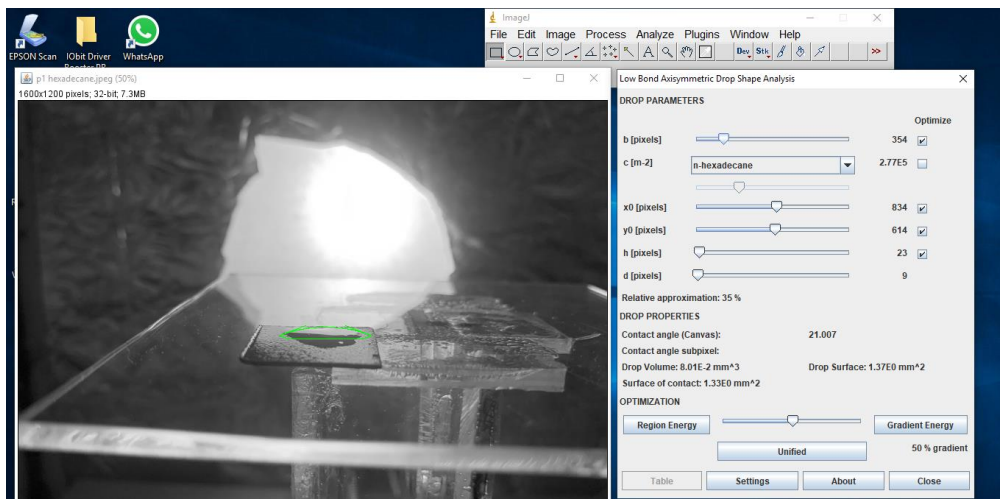 EPSON Scan
IObit Driver
WhatsApp
ImageJ
File Edit Image Process Analyze Plugins Window Help
Dev Stk >>
p1 hexadecane.jpeg (50%)
1600x1200 pixels; 32-bit; 7.3MB
Low Bond Axisymmetric Drop Shape Analysis
DROP PARAMETERS
Optimize
b [pixels] 354
c [m-2] n-hexadecane 2.77E5
x0 [pixels] 834
y0 [pixels] 614
h [pixels] 23
d [pixels] 9
Relative approximation: 35 %
DROP PROPERTIES
Contact angle (Canvas): 21.007
Contact angle subpixel:
Drop Volume: 8.01E-2 mm^3 Drop Surface: 1.37E0 mm^2
Surface of contact: 1.33E0 mm^2
OPTIMIZATION
Region Energy Gradient Energy
Unified 50 % gradient
Table Settings About Close